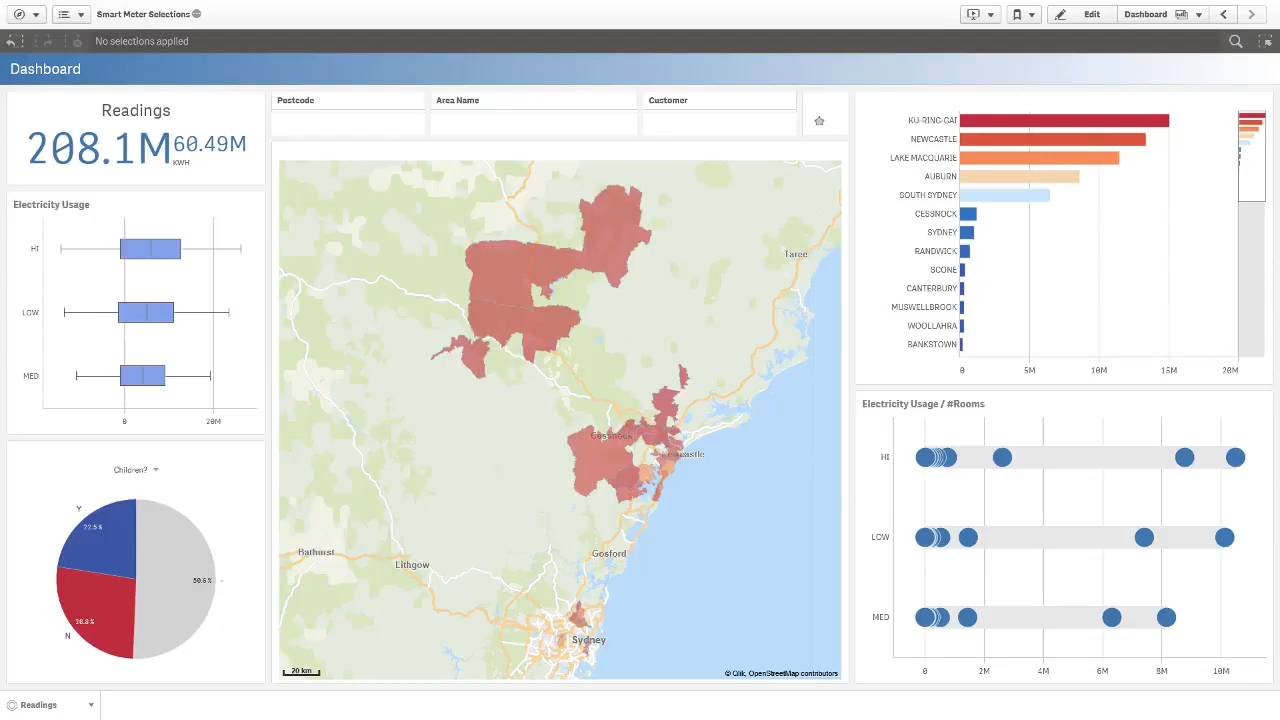 Smart Meter Selections
Edit
Dashboard
No selections applied
Dashboard
Readings
208.1M
60.49M
KWH
Electricity Usage
HI
LOW
MED
0
20M
Children?
Y
22.5 %
50.6 %
-
26.8 %
N
Postcode
Area Name
Customer
Taree
Cessnock
Newcastle
Bathurst
Lithgow
Gosford
Sydney
20 km
© Qlik, OpenStreetMap contributors
KU-RING-GAI
NEWCASTLE
LAKE MACQUARIE
AUBURN
SOUTH SYDNEY
CESSNOCK
SYDNEY
RANDWICK
SCONE
CANTERBURY
MUSWELLBROOK
WOOLLAHRA
BANKSTOWN
0 5M 10M 15M 20M
Electricity Usage / #Rooms
HI
LOW
MED
0 2M 4M 6M 8M 10M
Readings